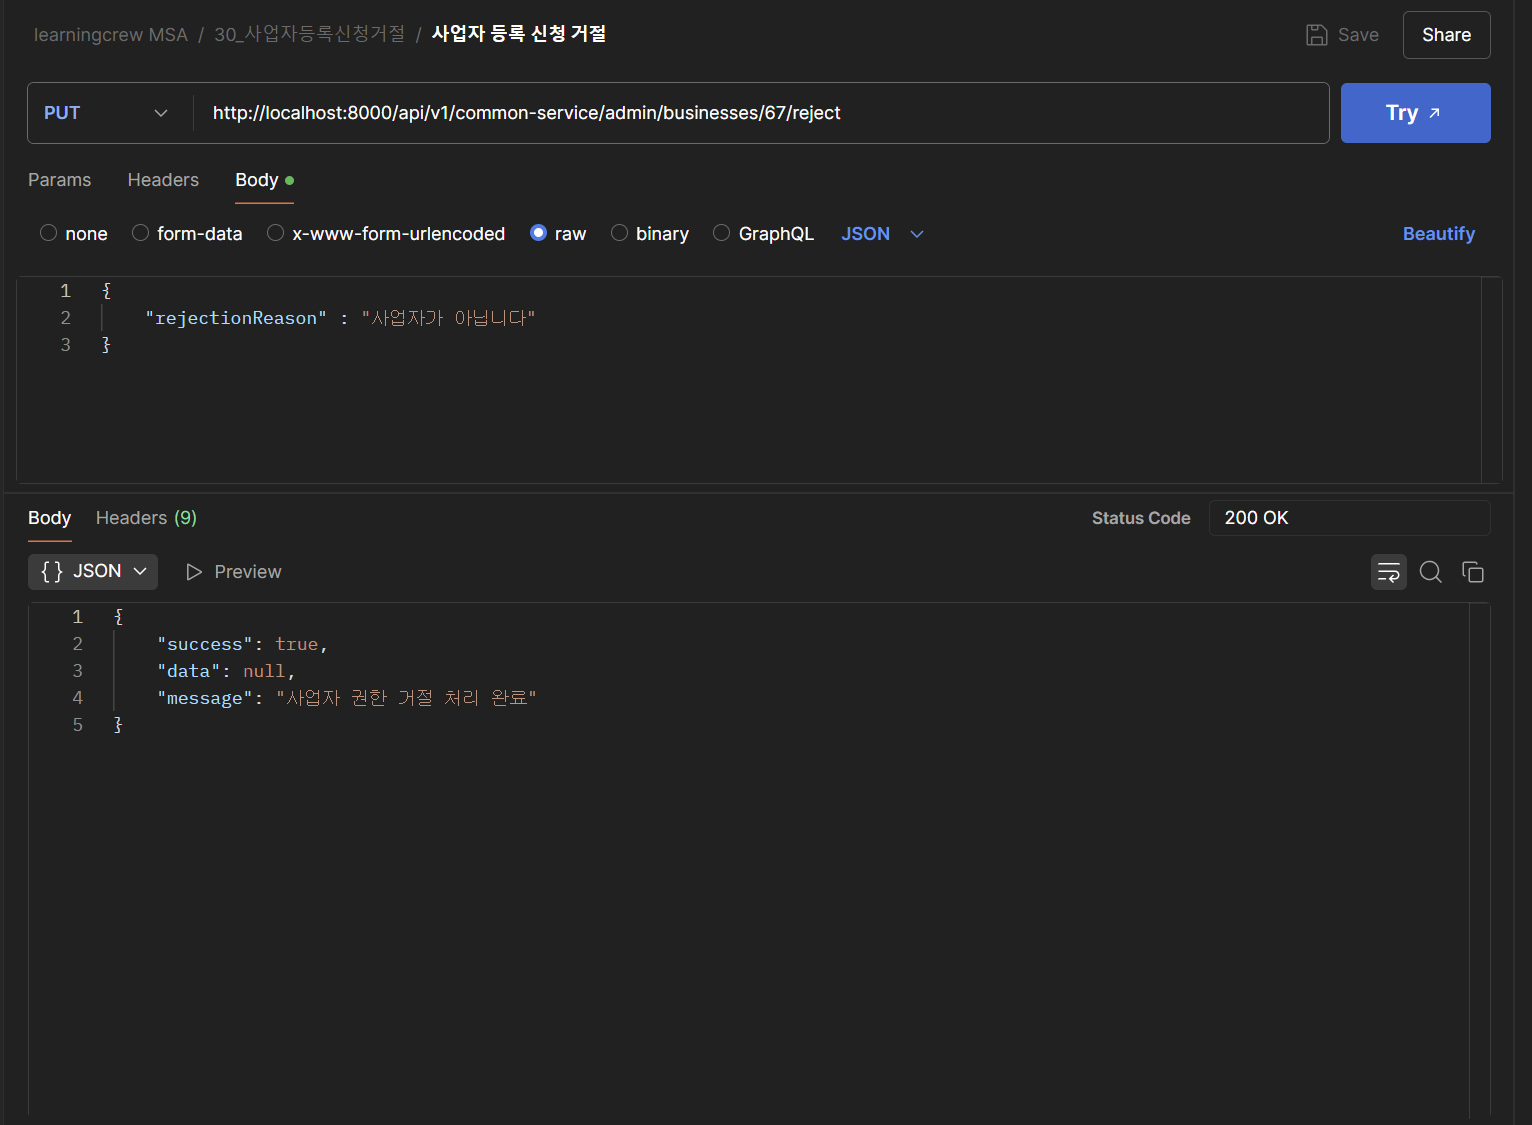 learningcrew MSA / 30_사업자등록신청거절 / 사업자 등록 신청 거절
Save
Share
PUT
http://localhost:8000/api/v1/common-service/admin/businesses/67/reject
Try ↗
Params Headers Body
none form-data x-www-form-urlencoded raw binary GraphQL JSON
Beautify
1 {
2 "rejectionReason" : "사업자가 아닙니다"
3 }
Body Headers (9)
Status Code 200 OK
{} JSON
Preview
1 {
2 "success": true,
3 "data": null,
4 "message": "사업자 권한 거절 처리 완료"
5 }